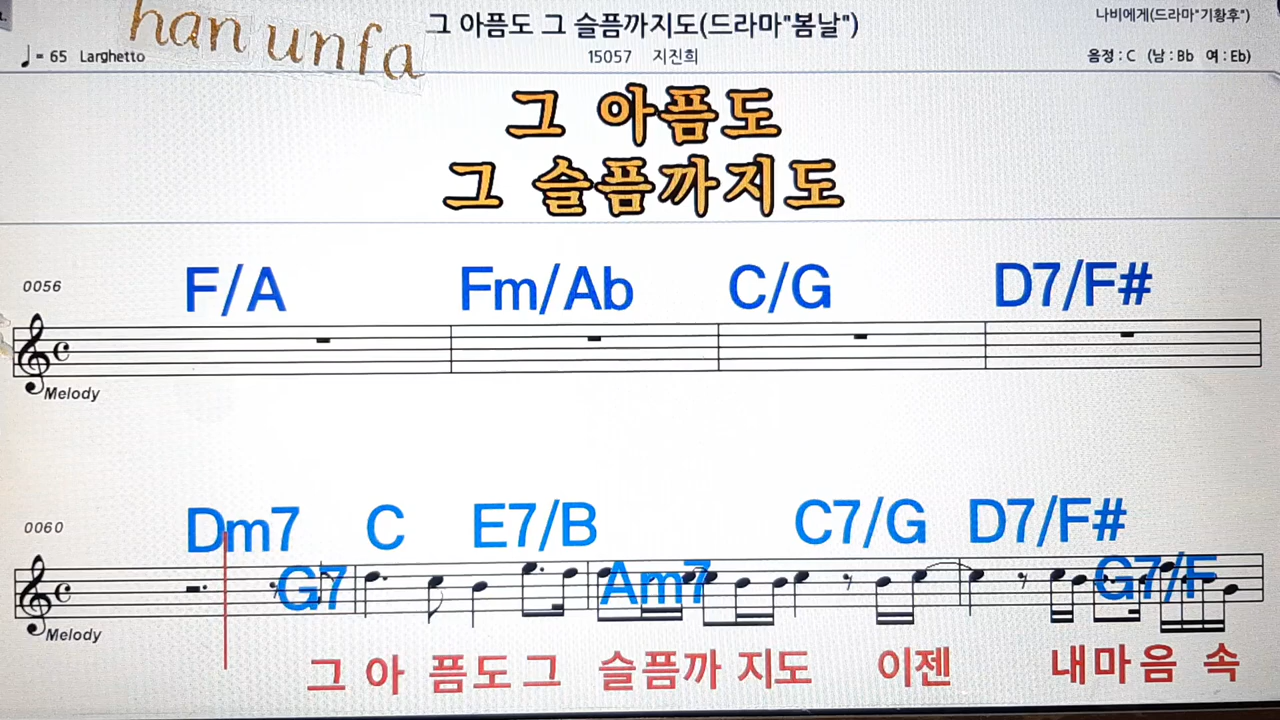 han unfa
그 아픔도 그 슬픔까지도(드라마"봄날")
나비에게(드라마"기황후")
♩= 65 Larghetto
15057 지진희
음정 : C (남 : Bb 여 : Eb)
그 아픔도
그 슬픔까지도
0056
F/A Fm/Ab C/G D7/F#
Melody
0060
Dm7 G7 C E7/B Am7 C7/G D7/F# G7/F
Melody
그 아 픔도그 슬픔까 지도 이젠 내마음 속